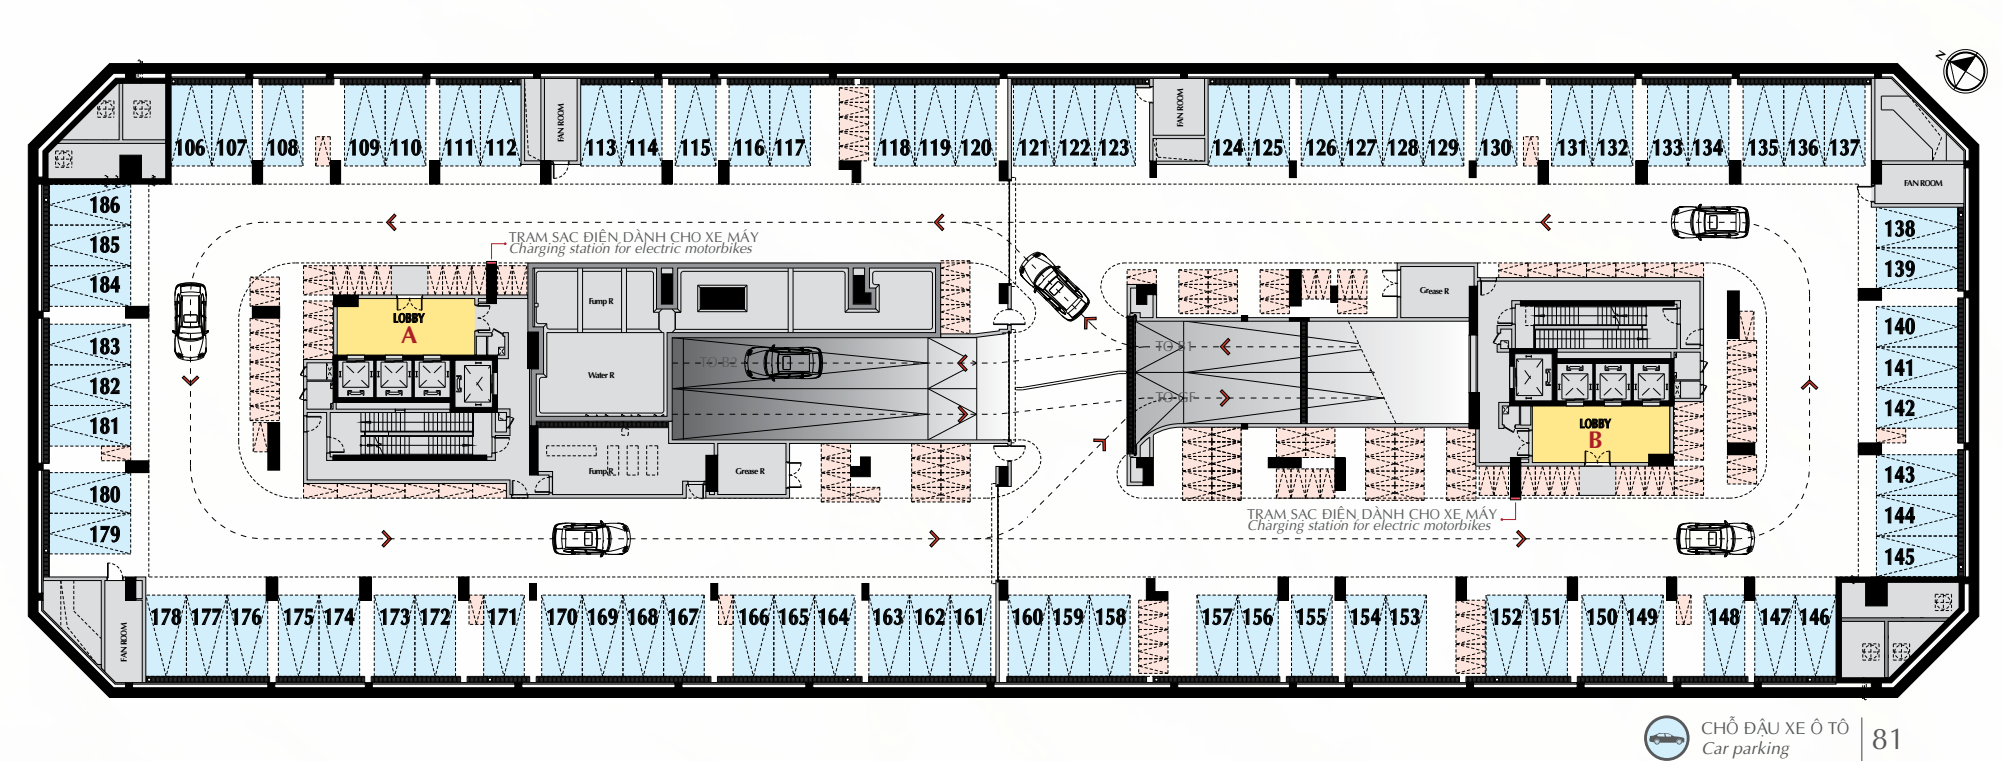 N
106 107 108 109 110 111 112 FAN ROOM 113 114 115 116 117 118 119 120 121 122 123 FAN ROOM 124 125 126 127 128 129 130 131 132 133 134 135 136 137
FAN ROOM
186
185
184
183
182
181
180
179
138
139
140
141
142
143
144
145
TRẠM SẠC ĐIỆN DÀNH CHO XE MÁY
Charging station for electric motorbikes
LOBBY
A
Fump R
Water R
TO B2
Fump R
Grease R
TO B1
TO GF
Grease R
LOBBY
B
TRẠM SẠC ĐIỆN DÀNH CHO XE MÁY
Charging station for electric motorbikes
FAN ROOM
178 177 176 175 174 173 172 171 170 169 168 167 166 165 164 163 162 161 160 159 158 157 156 155 154 153 152 151 150 149 148 147 146
CHỖ ĐẬU XE Ô TÔ
Car parking
81